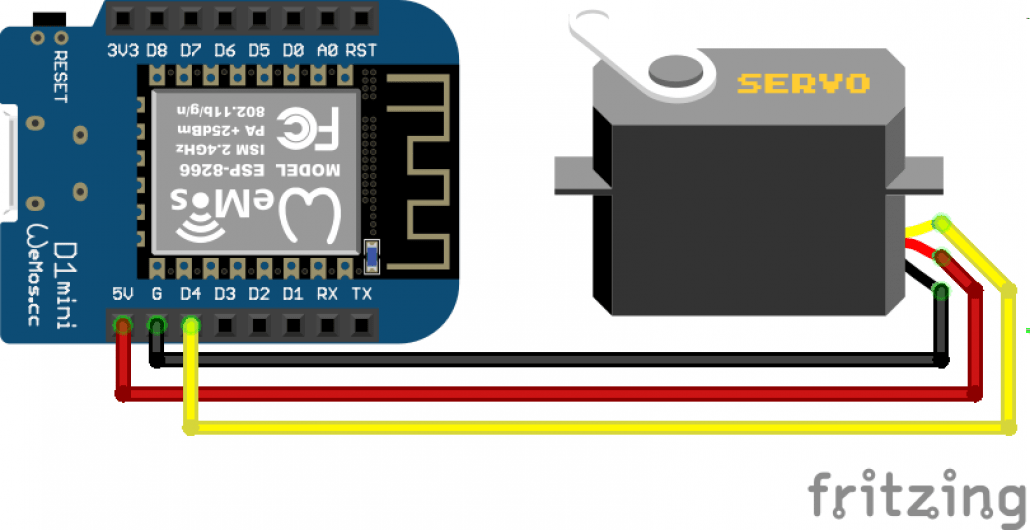 3V3 D8 D7 D6 D5 D0 A0 RST
RESET
802.11b/g/n
PA +25dBm
ISM 2.4GHz
MODEL ESP-8266
FC
WeMos
D1 mini
WeMos.cc
5V G D4 D3 D2 D1 RX TX
SERVO
fritzing